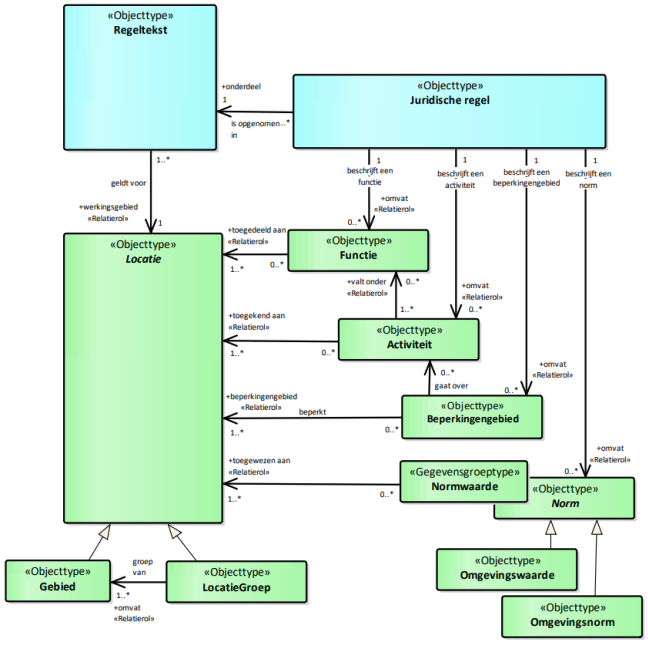 «Objecttype»
Regeltekst
«Objecttype»
Juridische regel
+onderdeel
1
is opgenomen
in
..*
1..*
geldt voor
+werkingsgebied
«Relatierol»
1
1
beschrijft een
functie
1
beschrijft een
activiteit
1
beschrijft een
beperkingengebied
1
beschrijft een
norm
+omvat
«Relatierol»
0..*
«Objecttype»
Locatie
+toegedeeld aan
«Relatierol»
1..*
0..*
«Objecttype»
Functie
+valt onder
«Relatierol»
0..*
1..*
+omvat
«Relatierol»
0..*
+toegekend aan
«Relatierol»
1..*
0..*
«Objecttype»
Activiteit
0..*
gaat over
+omvat
«Relatierol»
0..*
+beperkingengebied
«Relatierol»
beperkt
1..*
0..*
«Objecttype»
Beperkingengebied
+omvat
«Relatierol»
0..*
+toegewezen aan
«Relatierol»
1..*
0..*
«Gegevensgroeptype»
Normwaarde
«Objecttype»
Norm
«Objecttype»
Gebied
groep
van
1..*
+omvat
«Relatierol»
«Objecttype»
LocatieGroep
«Objecttype»
Omgevingswaarde
«Objecttype»
Omgevingsnorm